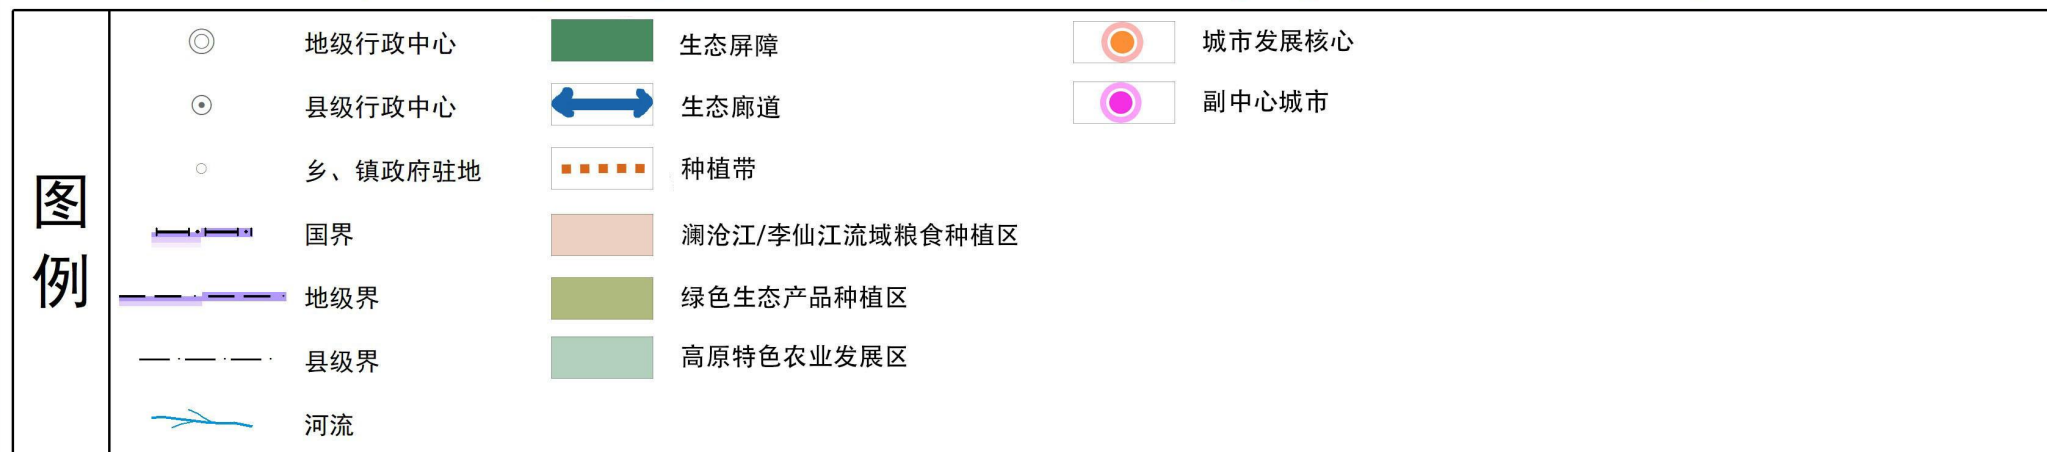 图例
地级行政中心
县级行政中心
乡、镇政府驻地
国界
地级界
县级界
河流
生态屏障
生态廊道
种植带
澜沧江/李仙江流域粮食种植区
绿色生态产品种植区
高原特色农业发展区
城市发展核心
副中心城市